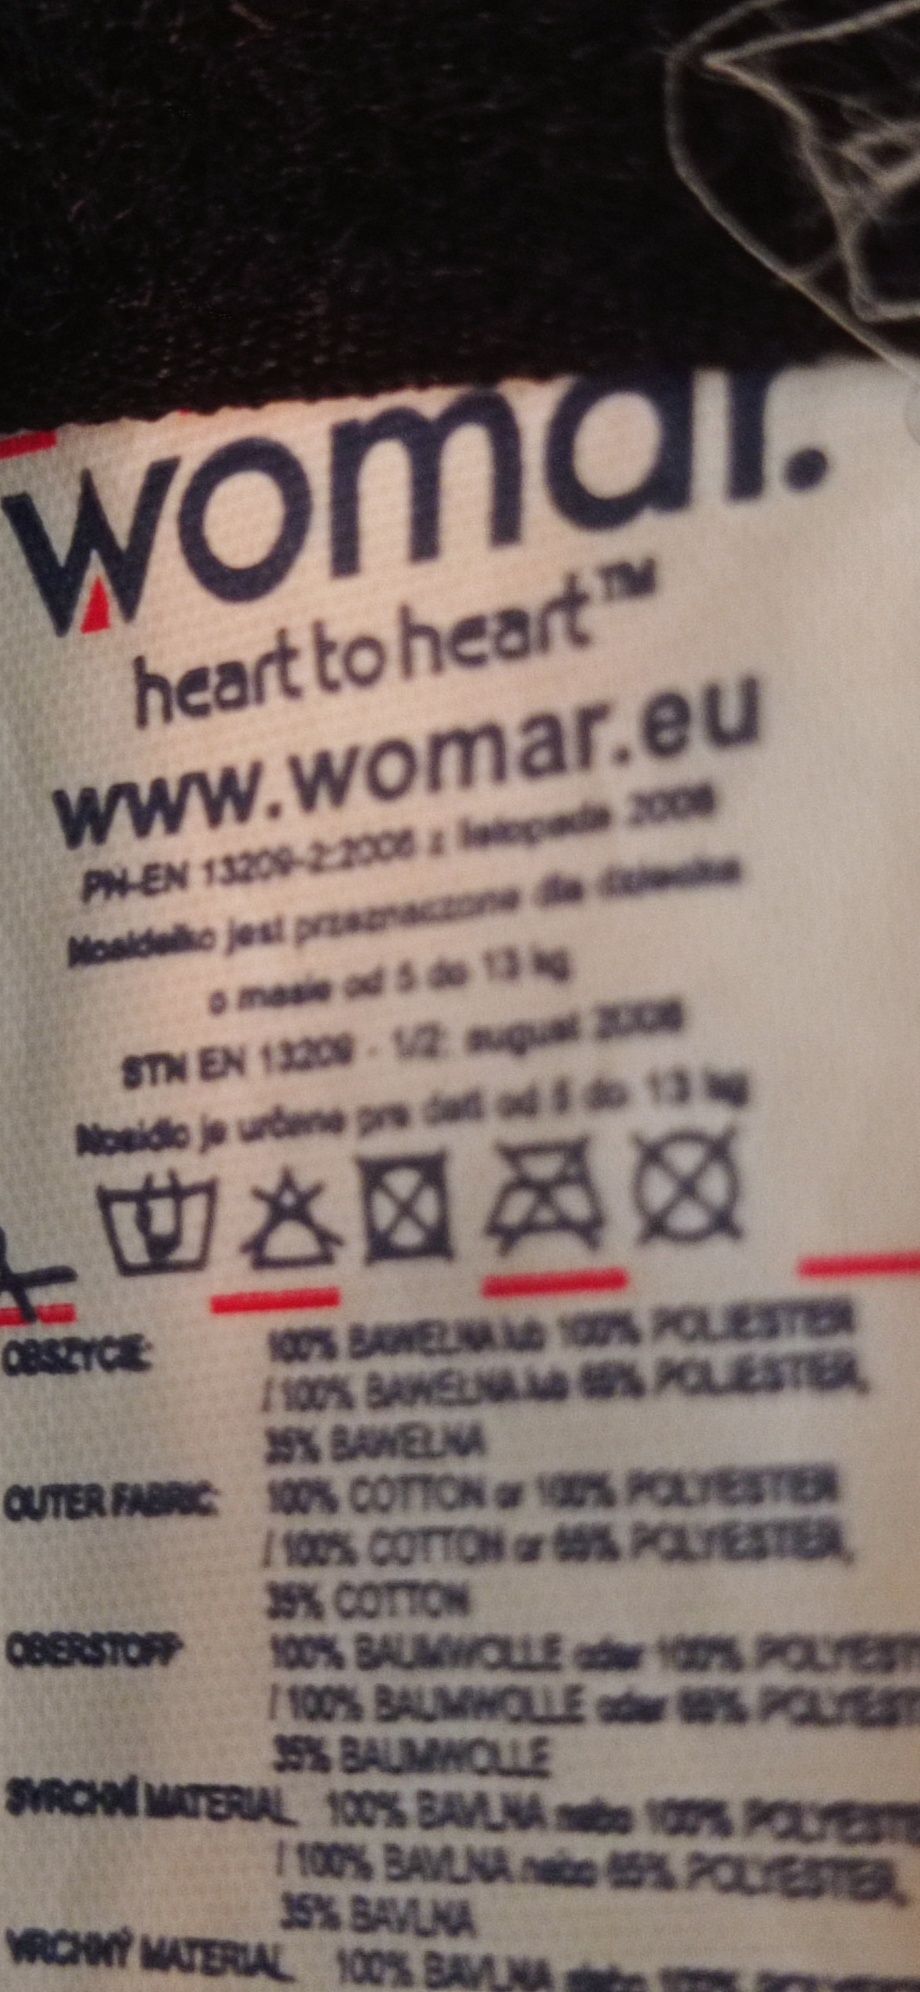 womar.
heart to heart™
www.womar.eu
PN-EN 13209-2:2006 z listopada 2006
Nosidełko jest przeznaczone dla dziecka
o masie od 5 do 13 kg
STN EN 13209 - 1/2: august 2006
Nosidlo je určene pre deti od 5 do 13 kg
OBSZYCIE: 100% BAWEŁNA lub 100% POLIESTER
/ 100% BAWEŁNA lub 65% POLIESTER,
35% BAWEŁNA
OUTER FABRIC: 100% COTTON or 100% POLYESTER
/ 100% COTTON or 65% POLYESTER,
35% COTTON
OBERSTOFF: 100% BAUMWOLLE oder 100% POLYEST
/ 100% BAUMWOLLE oder 65% POLYEST
35% BAUMWOLLE
SVRCHNÍ MATERIAL 100% BAVLNA nebo 100% POLYESTE
/ 100% BAVLNA nebo 65% POLYESTER,
35% BAVLNA
VRCHNÝ MATERIAL 100% BAVLNA alebo 100%